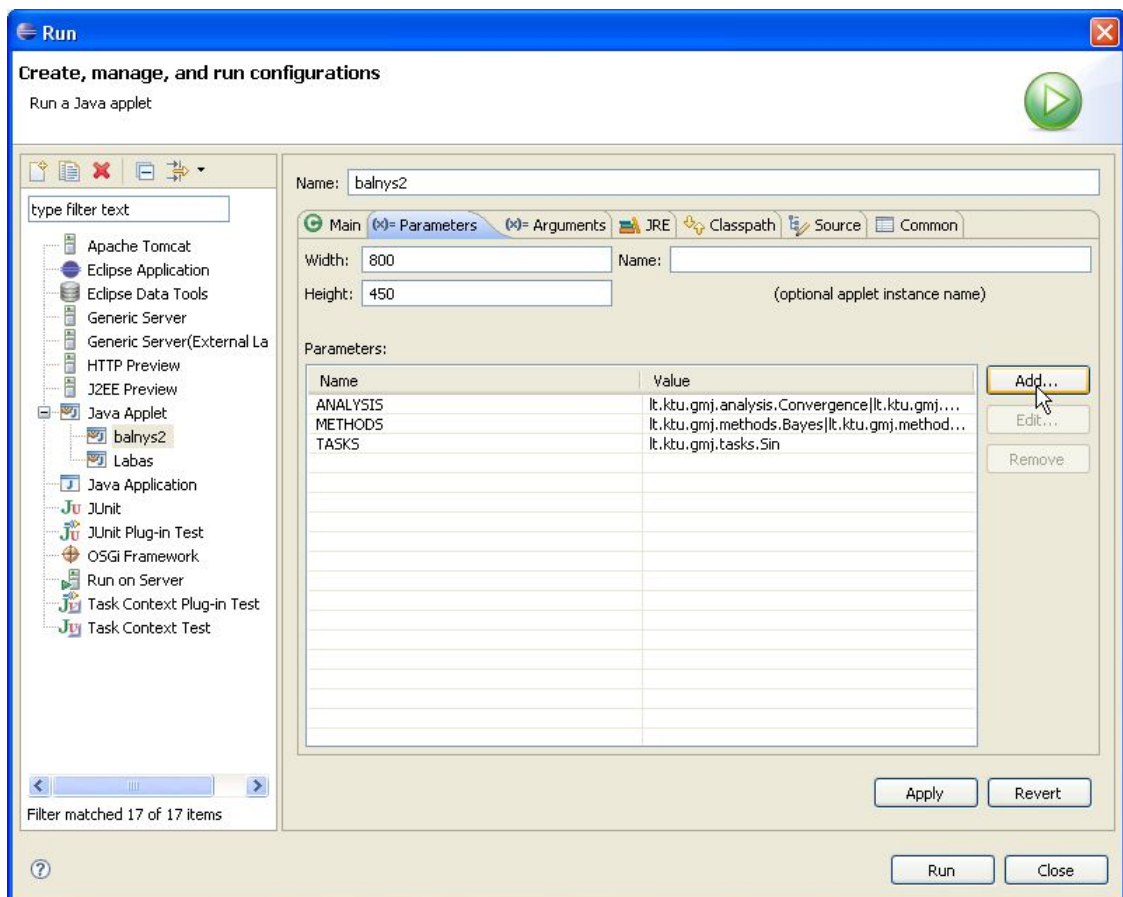 Run
Create, manage, and run configurations
Run a Java applet
type filter text
Apache Tomcat
Eclipse Application
Eclipse Data Tools
Generic Server
Generic Server(External La
HTTP Preview
J2EE Preview
Java Applet
balnys2
Labas
Java Application
JUnit
JUnit Plug-in Test
OSGi Framework
Run on Server
Task Context Plug-in Test
Task Context Test
Filter matched 17 of 17 items
Name: balnys2
Main (x)= Parameters (x)= Arguments JRE Classpath Source Common
Width: 800 Name:
Height: 450 (optional applet instance name)
Parameters:
Name Value
ANALYSIS lt.ktu.gmj.analysis.Convergence|lt.ktu.gmj....
METHODS lt.ktu.gmj.methods.Bayes|lt.ktu.gmj.method...
TASKS lt.ktu.gmj.tasks.Sin
Add...
Edit...
Remove
Apply Revert
Run Close